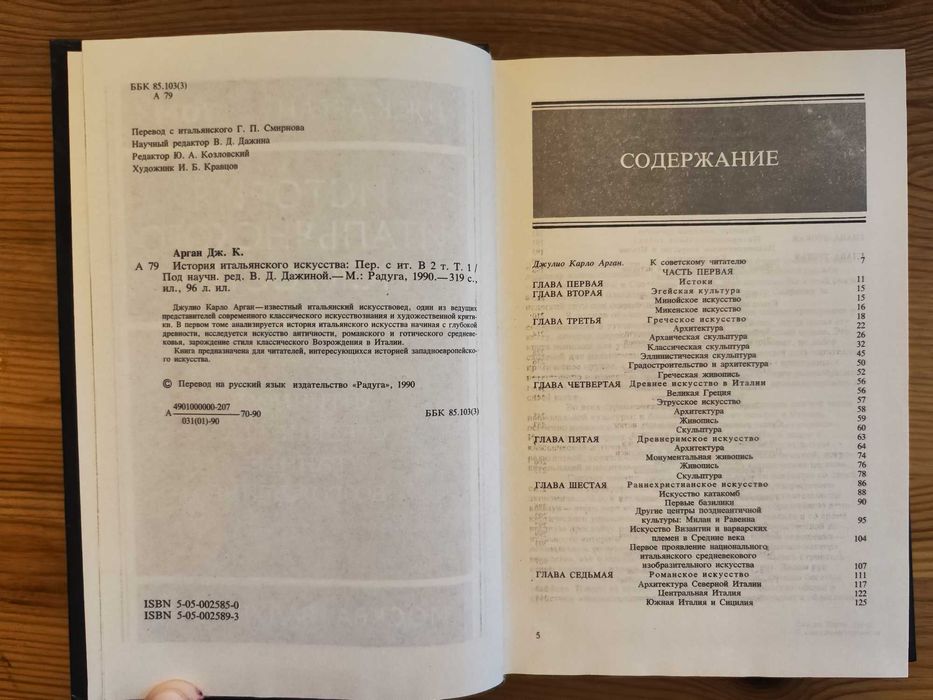 ББК 85.103(3)
А 79
Перевод с итальянского Г. П. Смирнова
Научный редактор В. Д. Дажина
Редактор Ю. А. Козловский
Художник И. Б. Кравцов
Арган Дж. К.
А 79 История итальянского искусства: Пер. с ит. В 2 т. Т. 1/
Под научн. ред. В. Д. Дажиной.—М.: Радуга, 1990.—319 с.,
ил., 96 л. ил.
Джулио Карло Арган—известный итальянский искусствовед, один из ведущих
представителей современного классического искусствознания и художественной крити-
ки. В первом томе анализируется история итальянского искусства начиная с глубокой
древности, исследуется искусство античности, романского и готического средневе-
ковья, зарождение стиля классического Возрождения в Италии.
Книга предназначена для читателей, интересующихся историей западноевропейско-
го искусства.
© Перевод на русский язык издательство «Радуга», 1990
А 4901000000-207 70-90 ББК 85.103(3)
031(01)-90
ISBN 5-05-002585-0
ISBN 5-05-002589-3
СОДЕРЖАНИЕ
Джулио Карло Арган. К советскому читателю 7
ЧАСТЬ ПЕРВАЯ
ГЛАВА ПЕРВАЯ Истоки 11
ГЛАВА ВТОРАЯ Эгейская культура 15
Минойское искусство 15
Микенское искусство 16
ГЛАВА ТРЕТЬЯ Греческое искусство 18
Архитектура 22
Архаическая скульптура 26
Классическая скульптура 32
Эллинистическая скульптура 45
Градостроительство и архитектура 50
Греческая живопись 52
ГЛАВА ЧЕТВЕРТАЯ Древнее искусство в Италии 56
Великая Греция 56
Этрусское искусство 57
Архитектура 58
Живопись 59
Скульптура 60
ГЛАВА ПЯТАЯ Древнеримское искусство 63
Архитектура 64
Монументальная живопись 74
Живопись 76
Скульптура 78
ГЛАВА ШЕСТАЯ Раннехристианское искусство 86
Искусство катакомб 88
Первые базилики 90
Другие центры позднеантичной
культуры: Милан и Равенна 95
Искусство Византии и варварских
племен в Средние века 104
Первое проявление национального
итальянского средневекового
изобразительного искусства 107
ГЛАВА СЕДЬМАЯ Романское искусство 111
Архитектура Северной Италии 117
Центральная Италия 122
Южная Италия и Сицилия 125
5